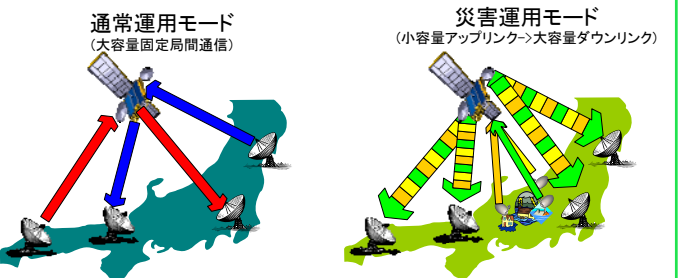 通常運用モード
(大容量固定局間通信)
災害運用モード
(小容量アップリンク->大容量ダウンリンク)